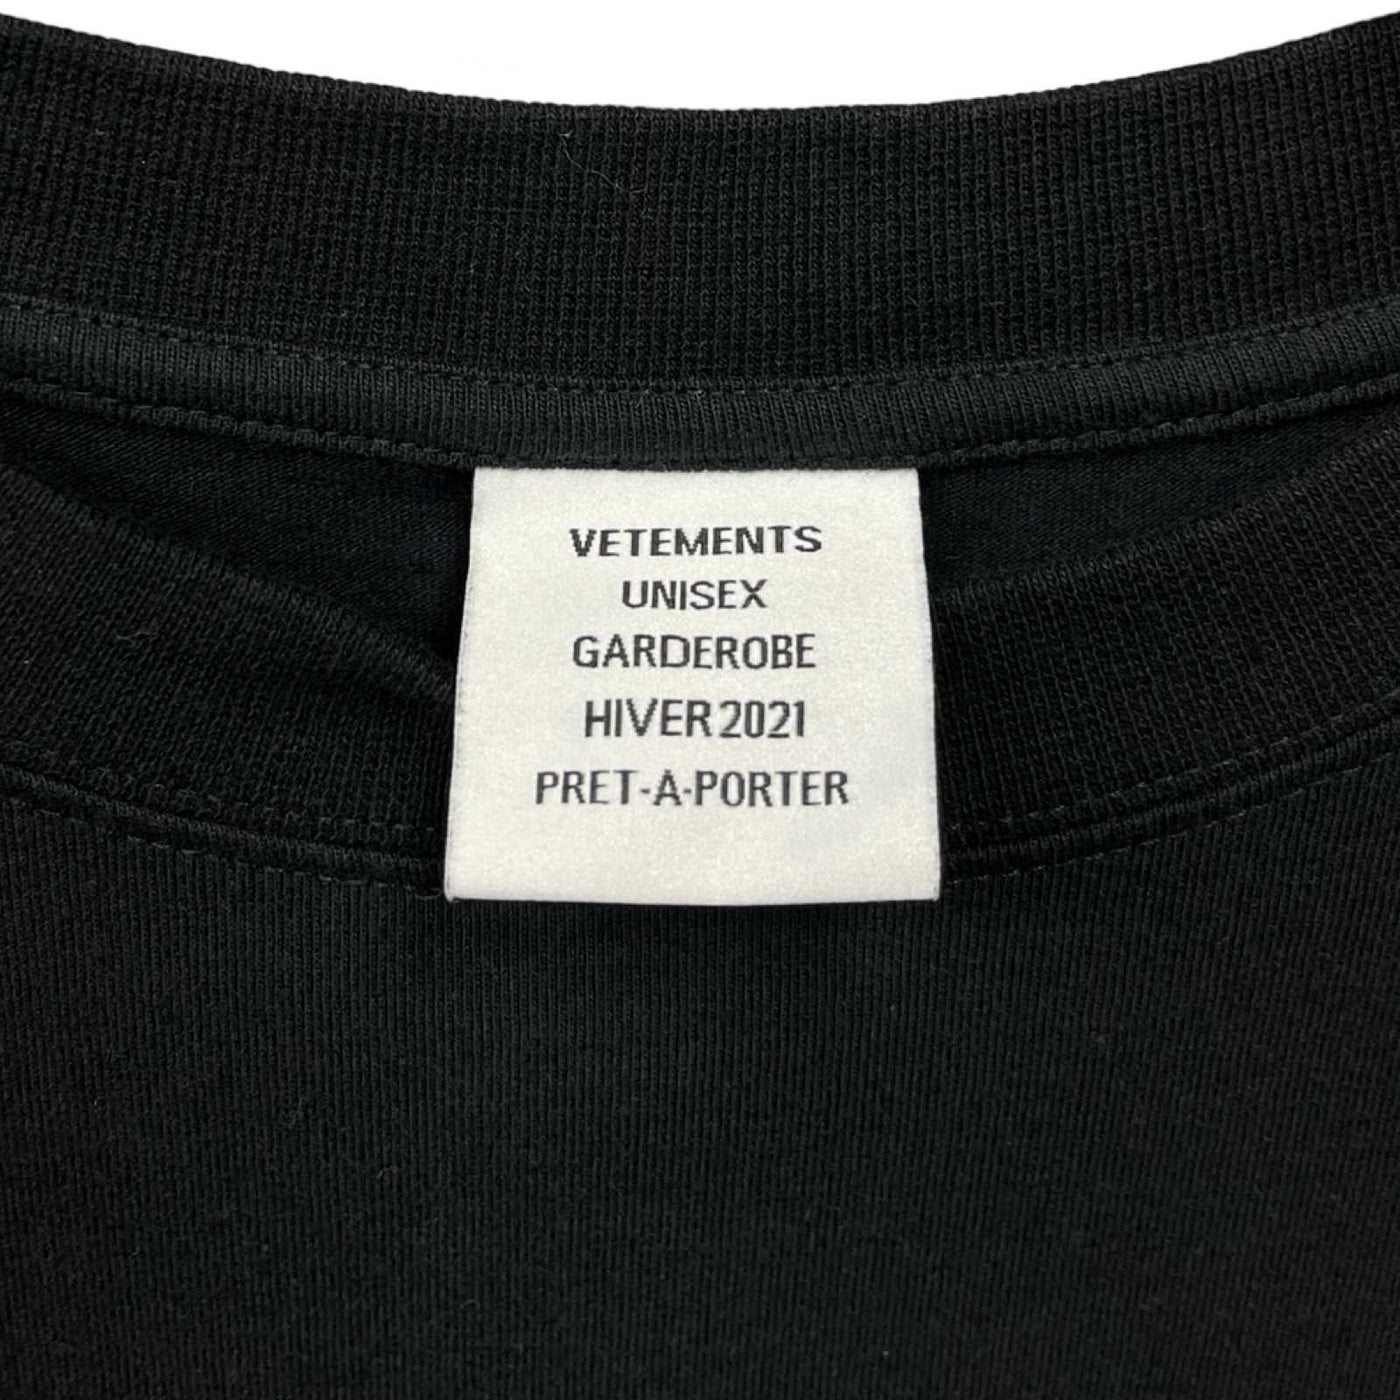 VETEMENTS
UNISEX
GARDEROBE
HIVER 2021
PRET-A-PORTER